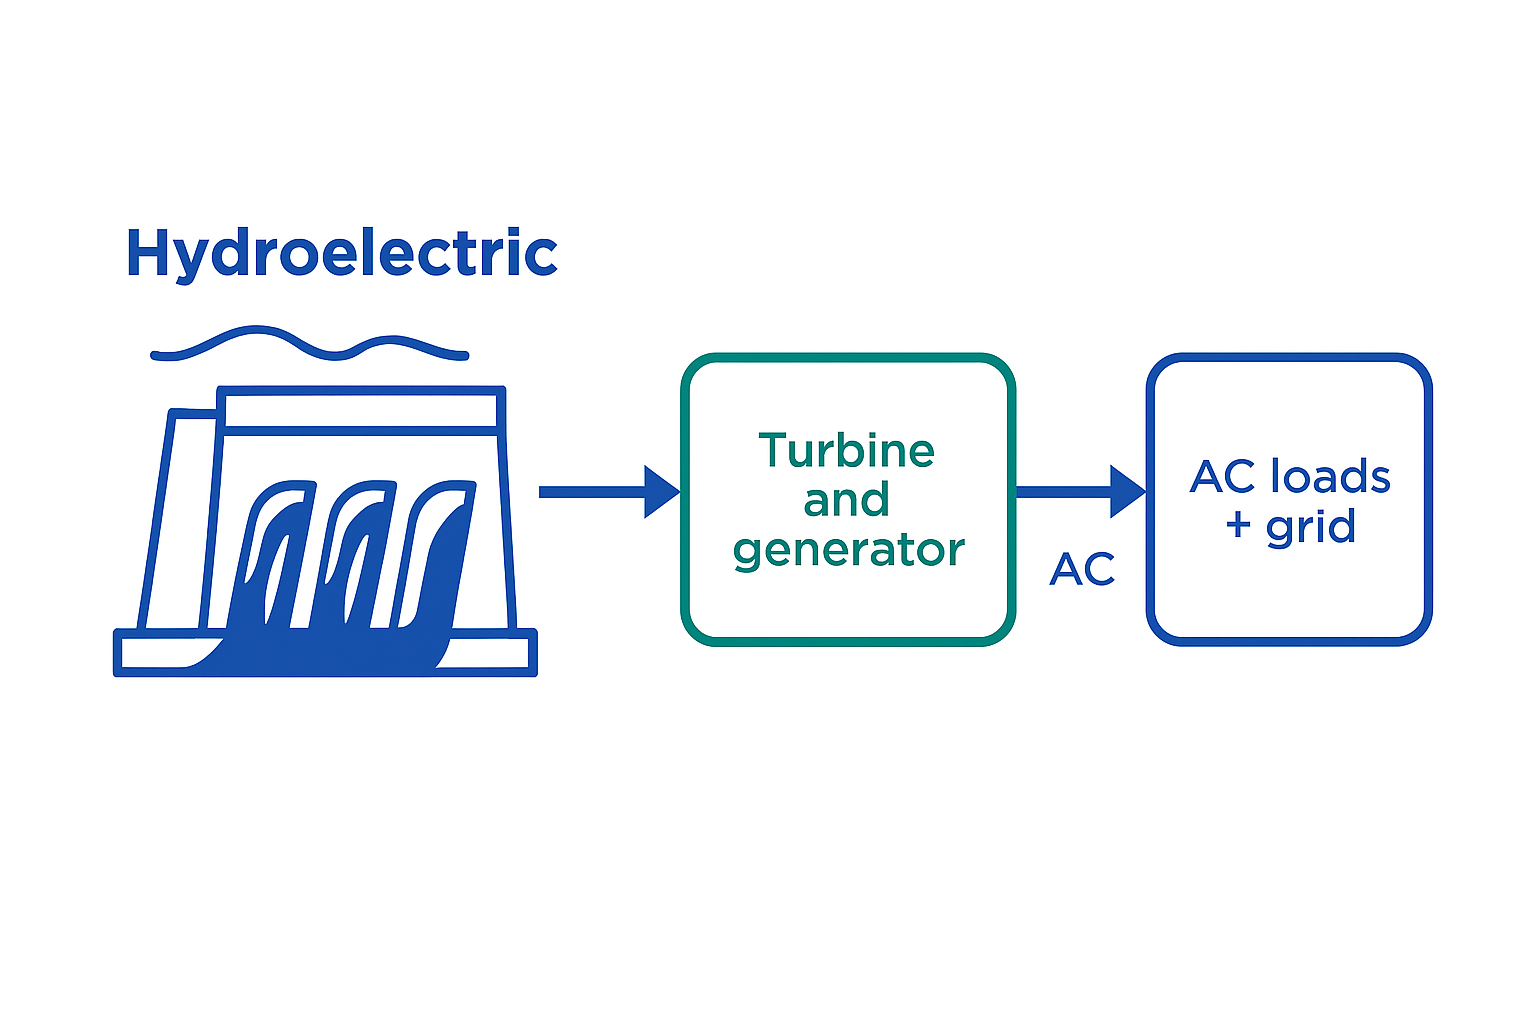 Hydroelectric
Turbine
and
generator
AC
AC loads
+ grid